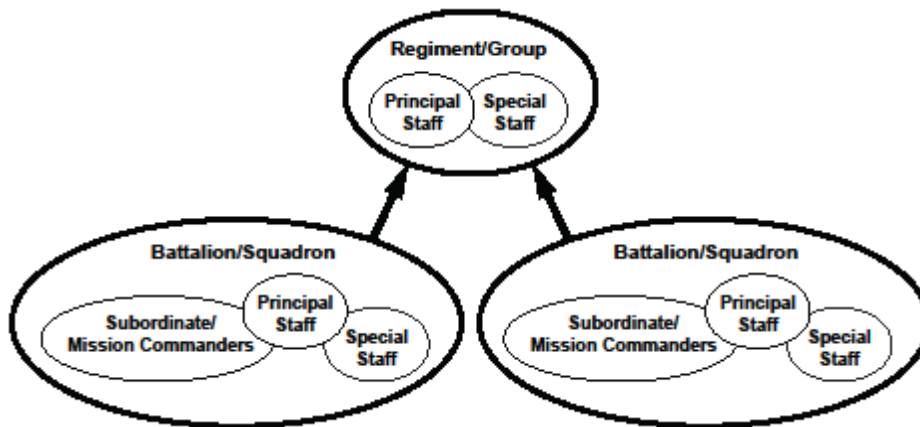 Regiment/Group
Principal
Staff
Special
Staff
Battalion/Squadron
Subordinate/
Mission Commanders
Principal
Staff
Special
Staff
Battalion/Squadron
Subordinate/
Mission Commanders
Principal
Staff
Special
Staff